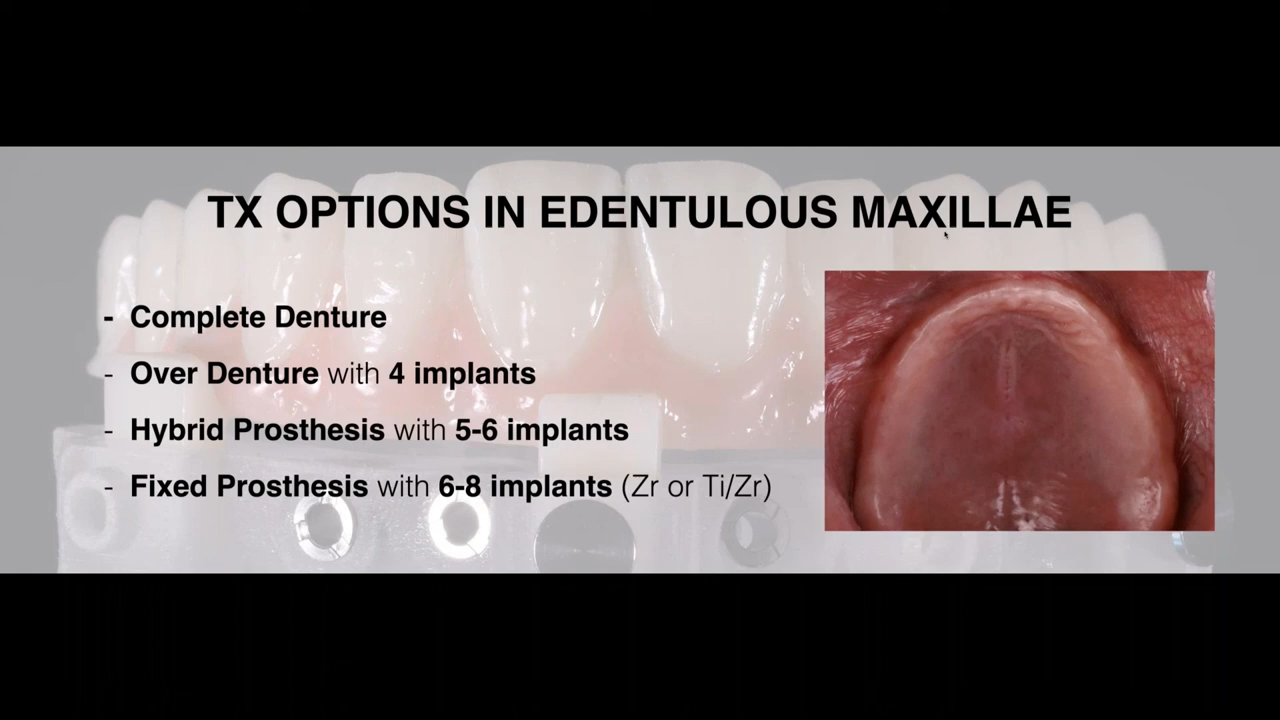 TX OPTIONS IN EDENTULOUS MAXILLAE
- Complete Denture
- Over Denture with 4 implants
- Hybrid Prosthesis with 5-6 implants
- Fixed Prosthesis with 6-8 implants (Zr or Ti/Zr)